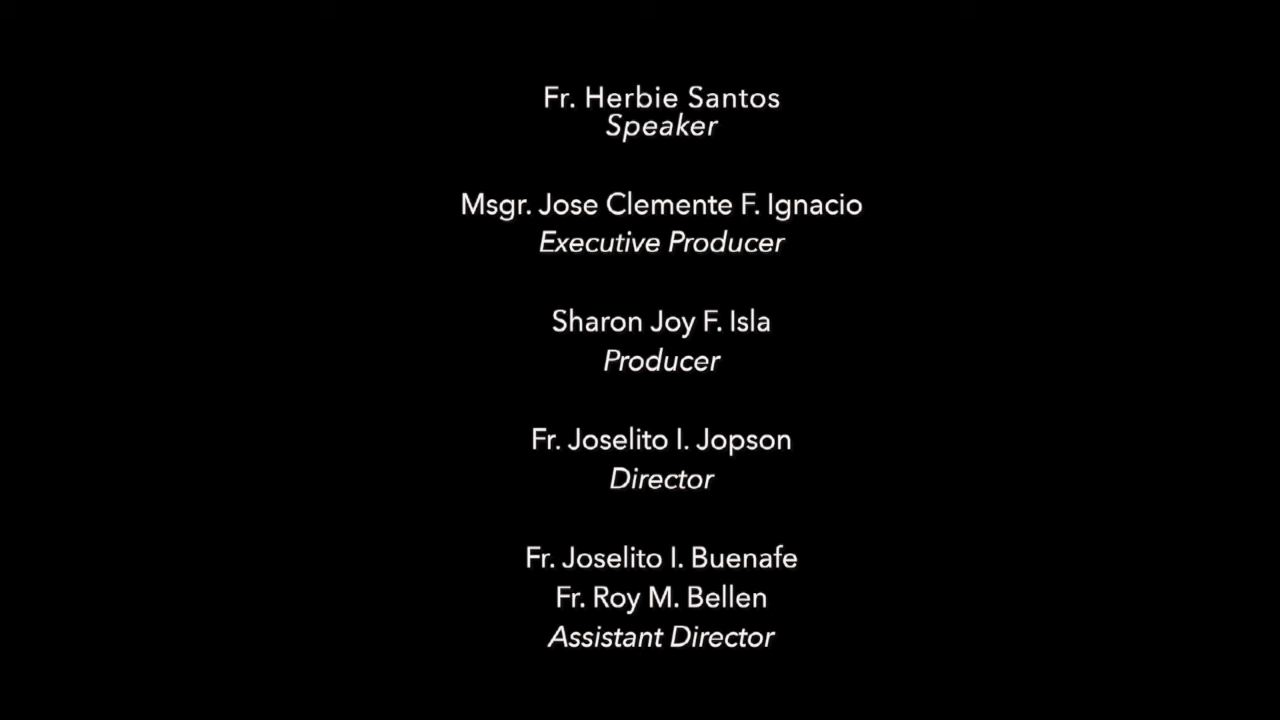 Fr. Herbie Santos
Speaker
Msgr. Jose Clemente F. Ignacio
Executive Producer
Sharon Joy F. Isla
Producer
Fr. Joselito I. Jopson
Director
Fr. Joselito I. Buenafe
Fr. Roy M. Bellen
Assistant Director